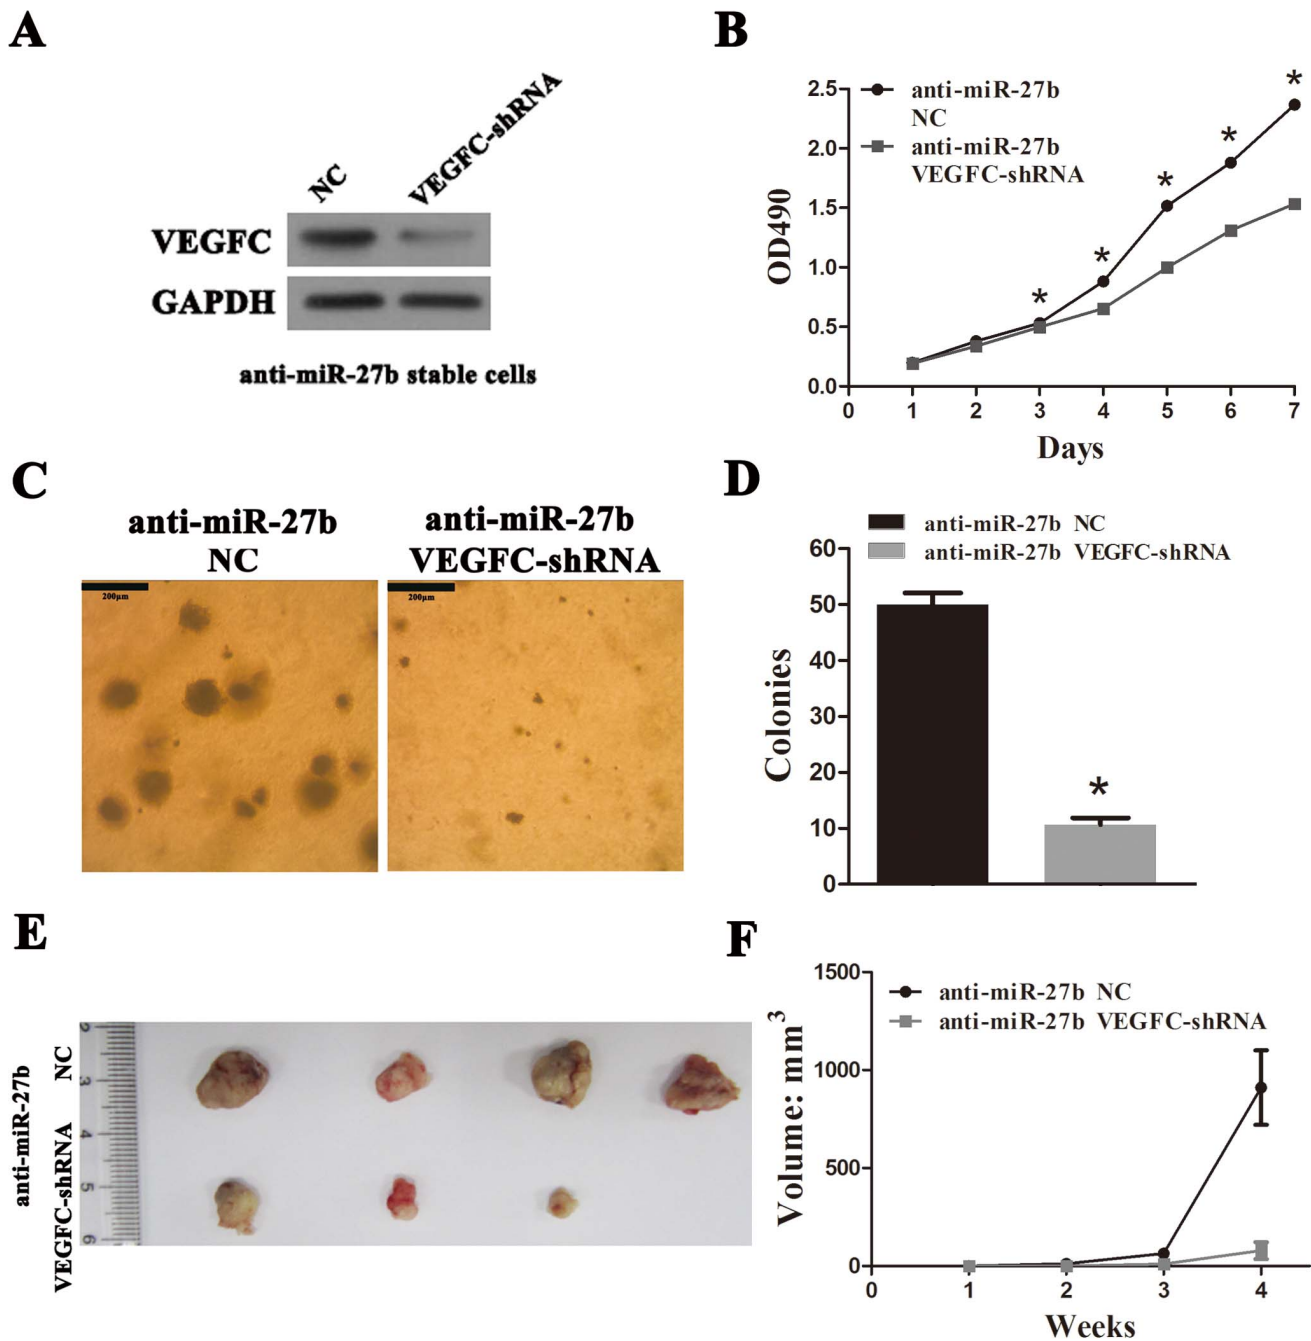 A
NC
VEGFC-shRNA
VEGFC
GAPDH
anti-miR-27b stable cells
B
anti-miR-27b
NC
anti-miR-27b
VEGFC-shRNA
2.5
2.0
1.5
1.0
0.5
0.0
OD490
* * * * *
0 1 2 3 4 5 6 7
Days
C
anti-miR-27b
NC
anti-miR-27b
VEGFC-shRNA
200μm
200μm
D
anti-miR-27b NC
anti-miR-27b VEGFC-shRNA
60
50
40
30
20
10
0
Colonies
*
E
anti-miR-27b
NC
VEGFC-shRNA
2
3
4
5
6
F
anti-miR-27b NC
anti-miR-27b VEGFC-shRNA
1500
1000
500
0
Volume: mm³
0 1 2 3 4
Weeks